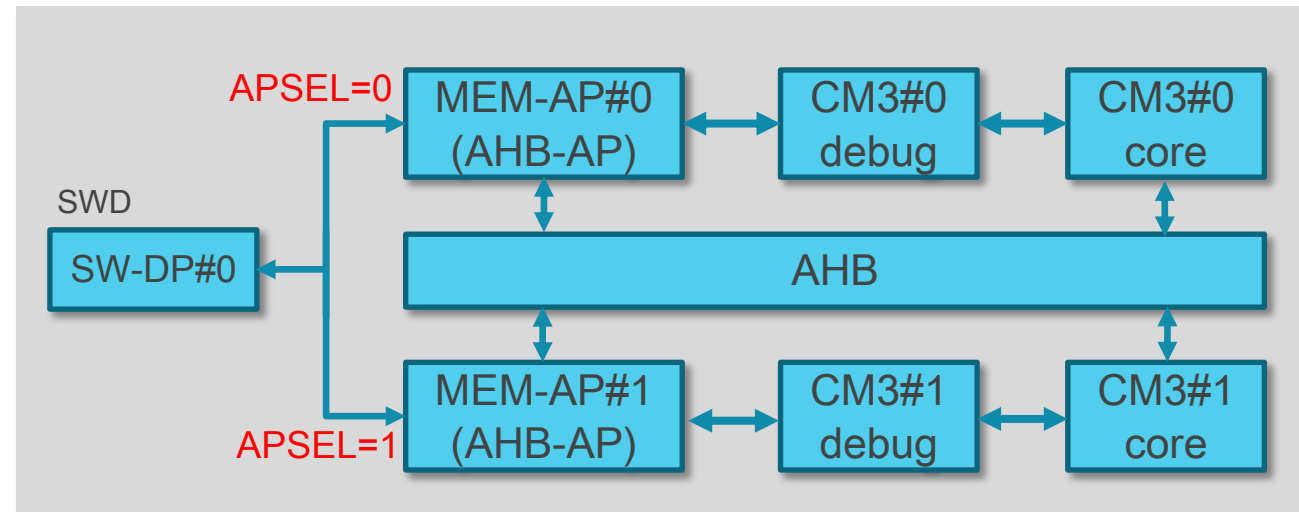 APSEL=0
MEM-AP#0
(AHB-AP)
CM3#0
debug
CM3#0
core
SWD
SW-DP#0
AHB
MEM-AP#1
(AHB-AP)
CM3#1
debug
CM3#1
core
APSEL=1